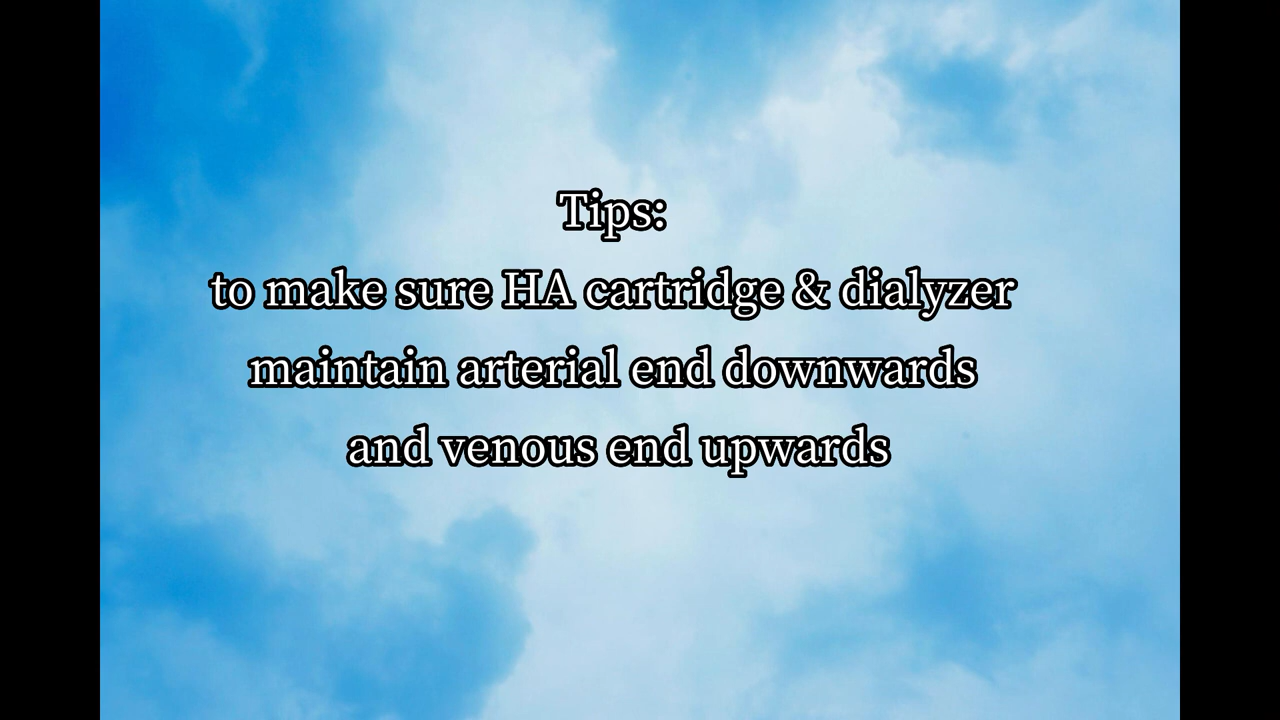 Tips:
to make sure HA cartridge & dialyzer
maintain arterial end downwards
and venous end upwards